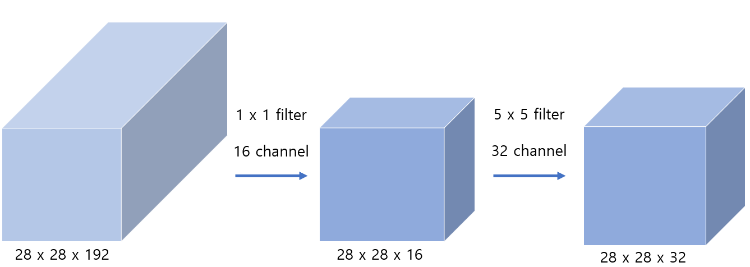 1 x 1 filter
16 channel
5 x 5 filter
32 channel
28 x 28 x 192
28 x 28 x 16
28 x 28 x 32